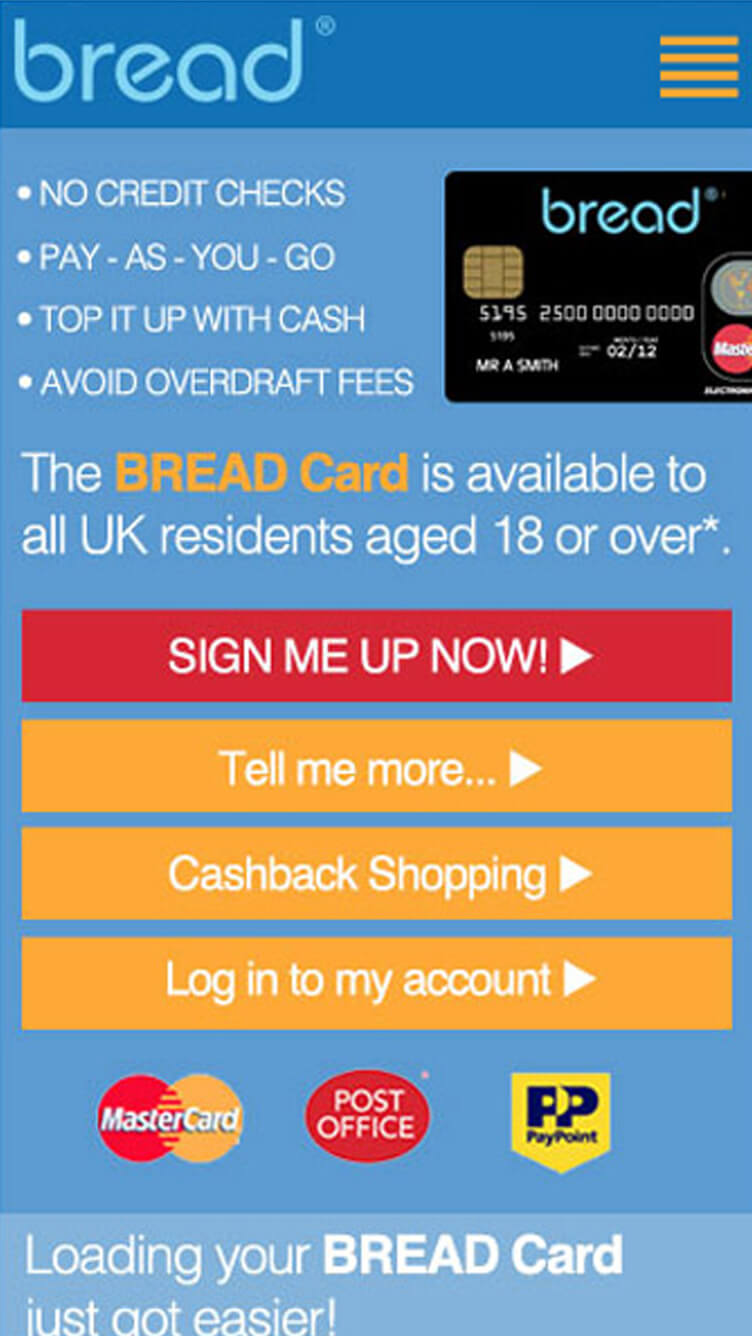 bread®
• NO CREDIT CHECKS
• PAY - AS - YOU - GO
• TOP IT UP WITH CASH
• AVOID OVERDRAFT FEES
bread®
5195 2500 0000 0000
5195
02/12
MR A SMITH
The BREAD Card is available to
all UK residents aged 18 or over*.
SIGN ME UP NOW!
Tell me more...
Cashback Shopping
Log in to my account
MasterCard
POST
OFFICE
PP
PayPoint
Loading your BREAD Card
just got easier!